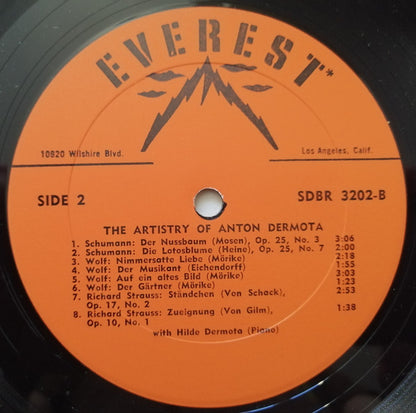 EVEREST*
10920 Wilshire Blvd.
Los Angeles, Calif.
SIDE 2
SDBR 3202-B
THE ARTISTRY OF ANTON DERMOTA
1. Schumann: Der Nussbaum (Mosen), Op. 25, No. 3 3:06
2. Schumann: Die Lotosblume (Heine), Op. 25, No. 7 2:00
3. Wolf: Nimmersatte Liebe (Mörike) 2:18
4. Wolf: Der Musikant (Eichendorff) 1:55
5. Wolf: Auf ein altes Bild (Mörike) 3:03
6. Wolf: Der Gärtner (Mörike) 1:23
7. Richard Strauss: Ständchen (Von Schack), 2:53
Op. 17, No. 2
8. Richard Strauss: Zueignung (Von Gilm), 1:38
Op. 10, No. 1
with Hilde Dermota (Piano)